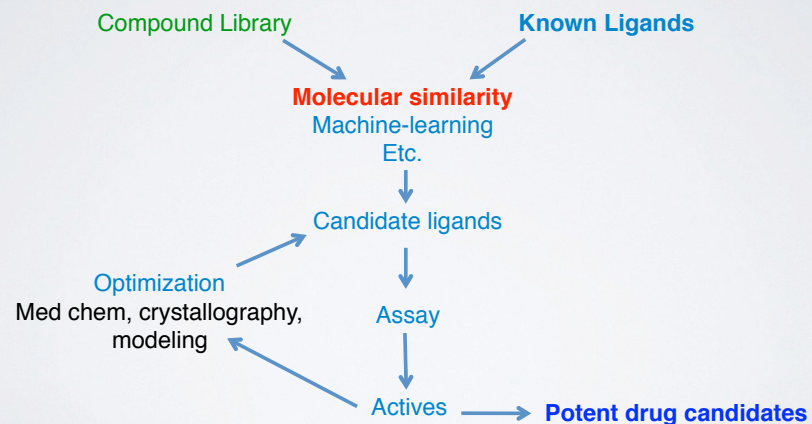 Compound Library
Known Ligands
Molecular similarity
Machine-learning
Etc.
Candidate ligands
Optimization
Med chem, crystallography,
modeling
Assay
Actives
Potent drug candidates